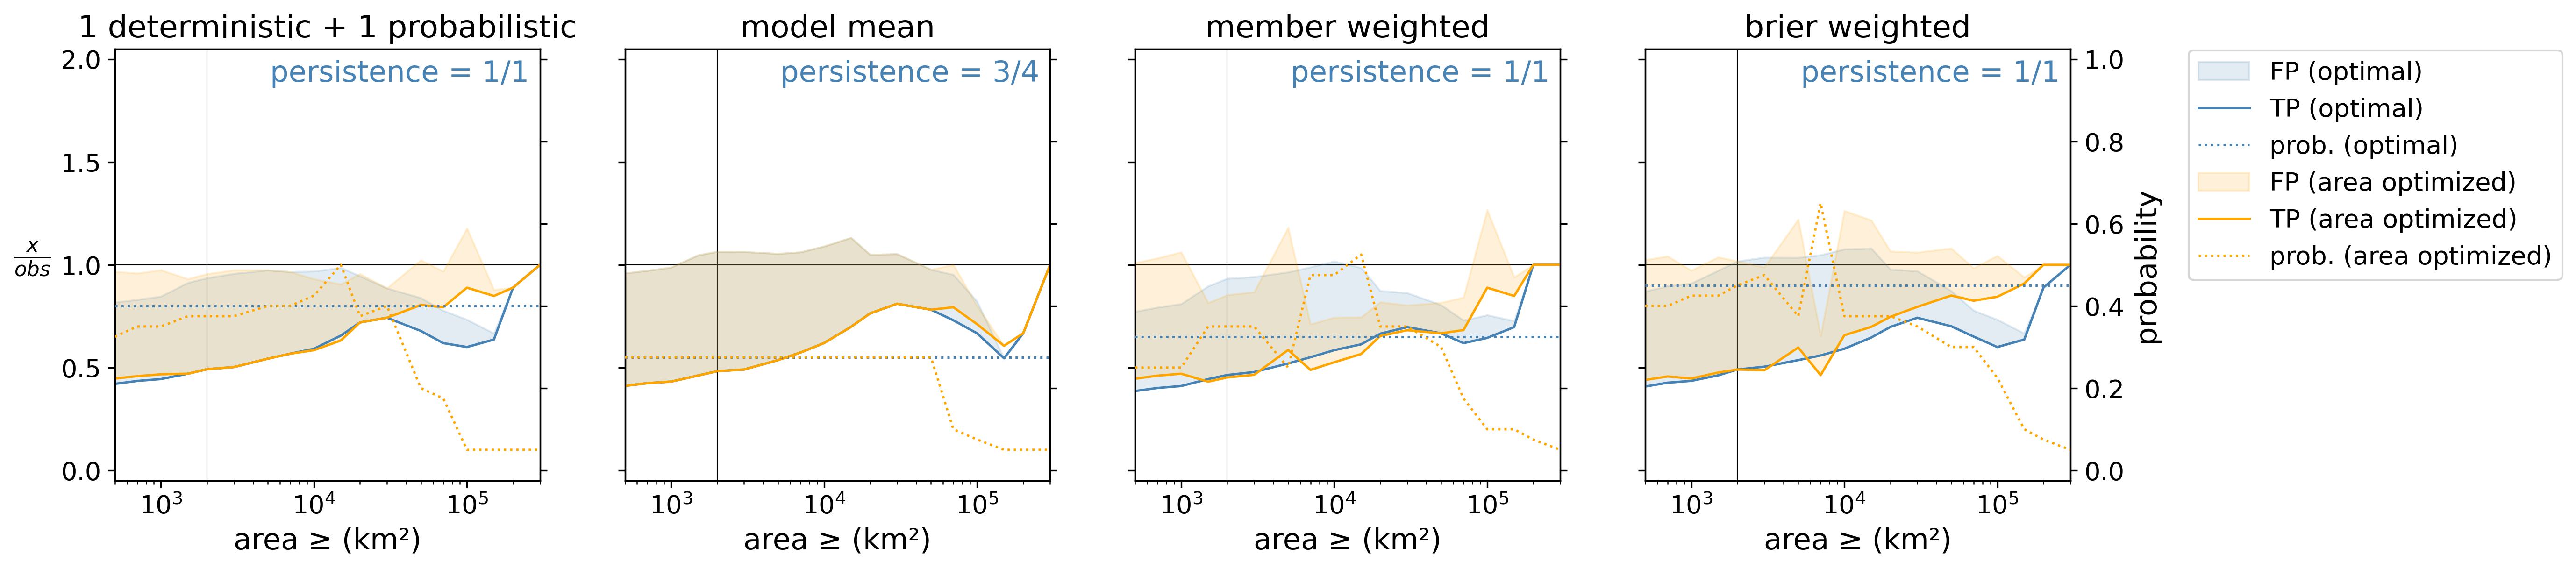 1 deterministic + 1 probabilistic
model mean
member weighted
brier weighted
persistence = 1/1
persistence = 3/4
persistence = 1/1
persistence = 1/1
2.0
1.5
1.0
0.5
0.0
x
obs
1.0
0.8
0.6
0.4
0.2
0.0
probability
10³
10⁴
10⁵
10³
10⁴
10⁵
10³
10⁴
10⁵
10³
10⁴
10⁵
area ≥ (km²)
area ≥ (km²)
area ≥ (km²)
area ≥ (km²)
FP (optimal)
TP (optimal)
prob. (optimal)
FP (area optimized)
TP (area optimized)
prob. (area optimized)